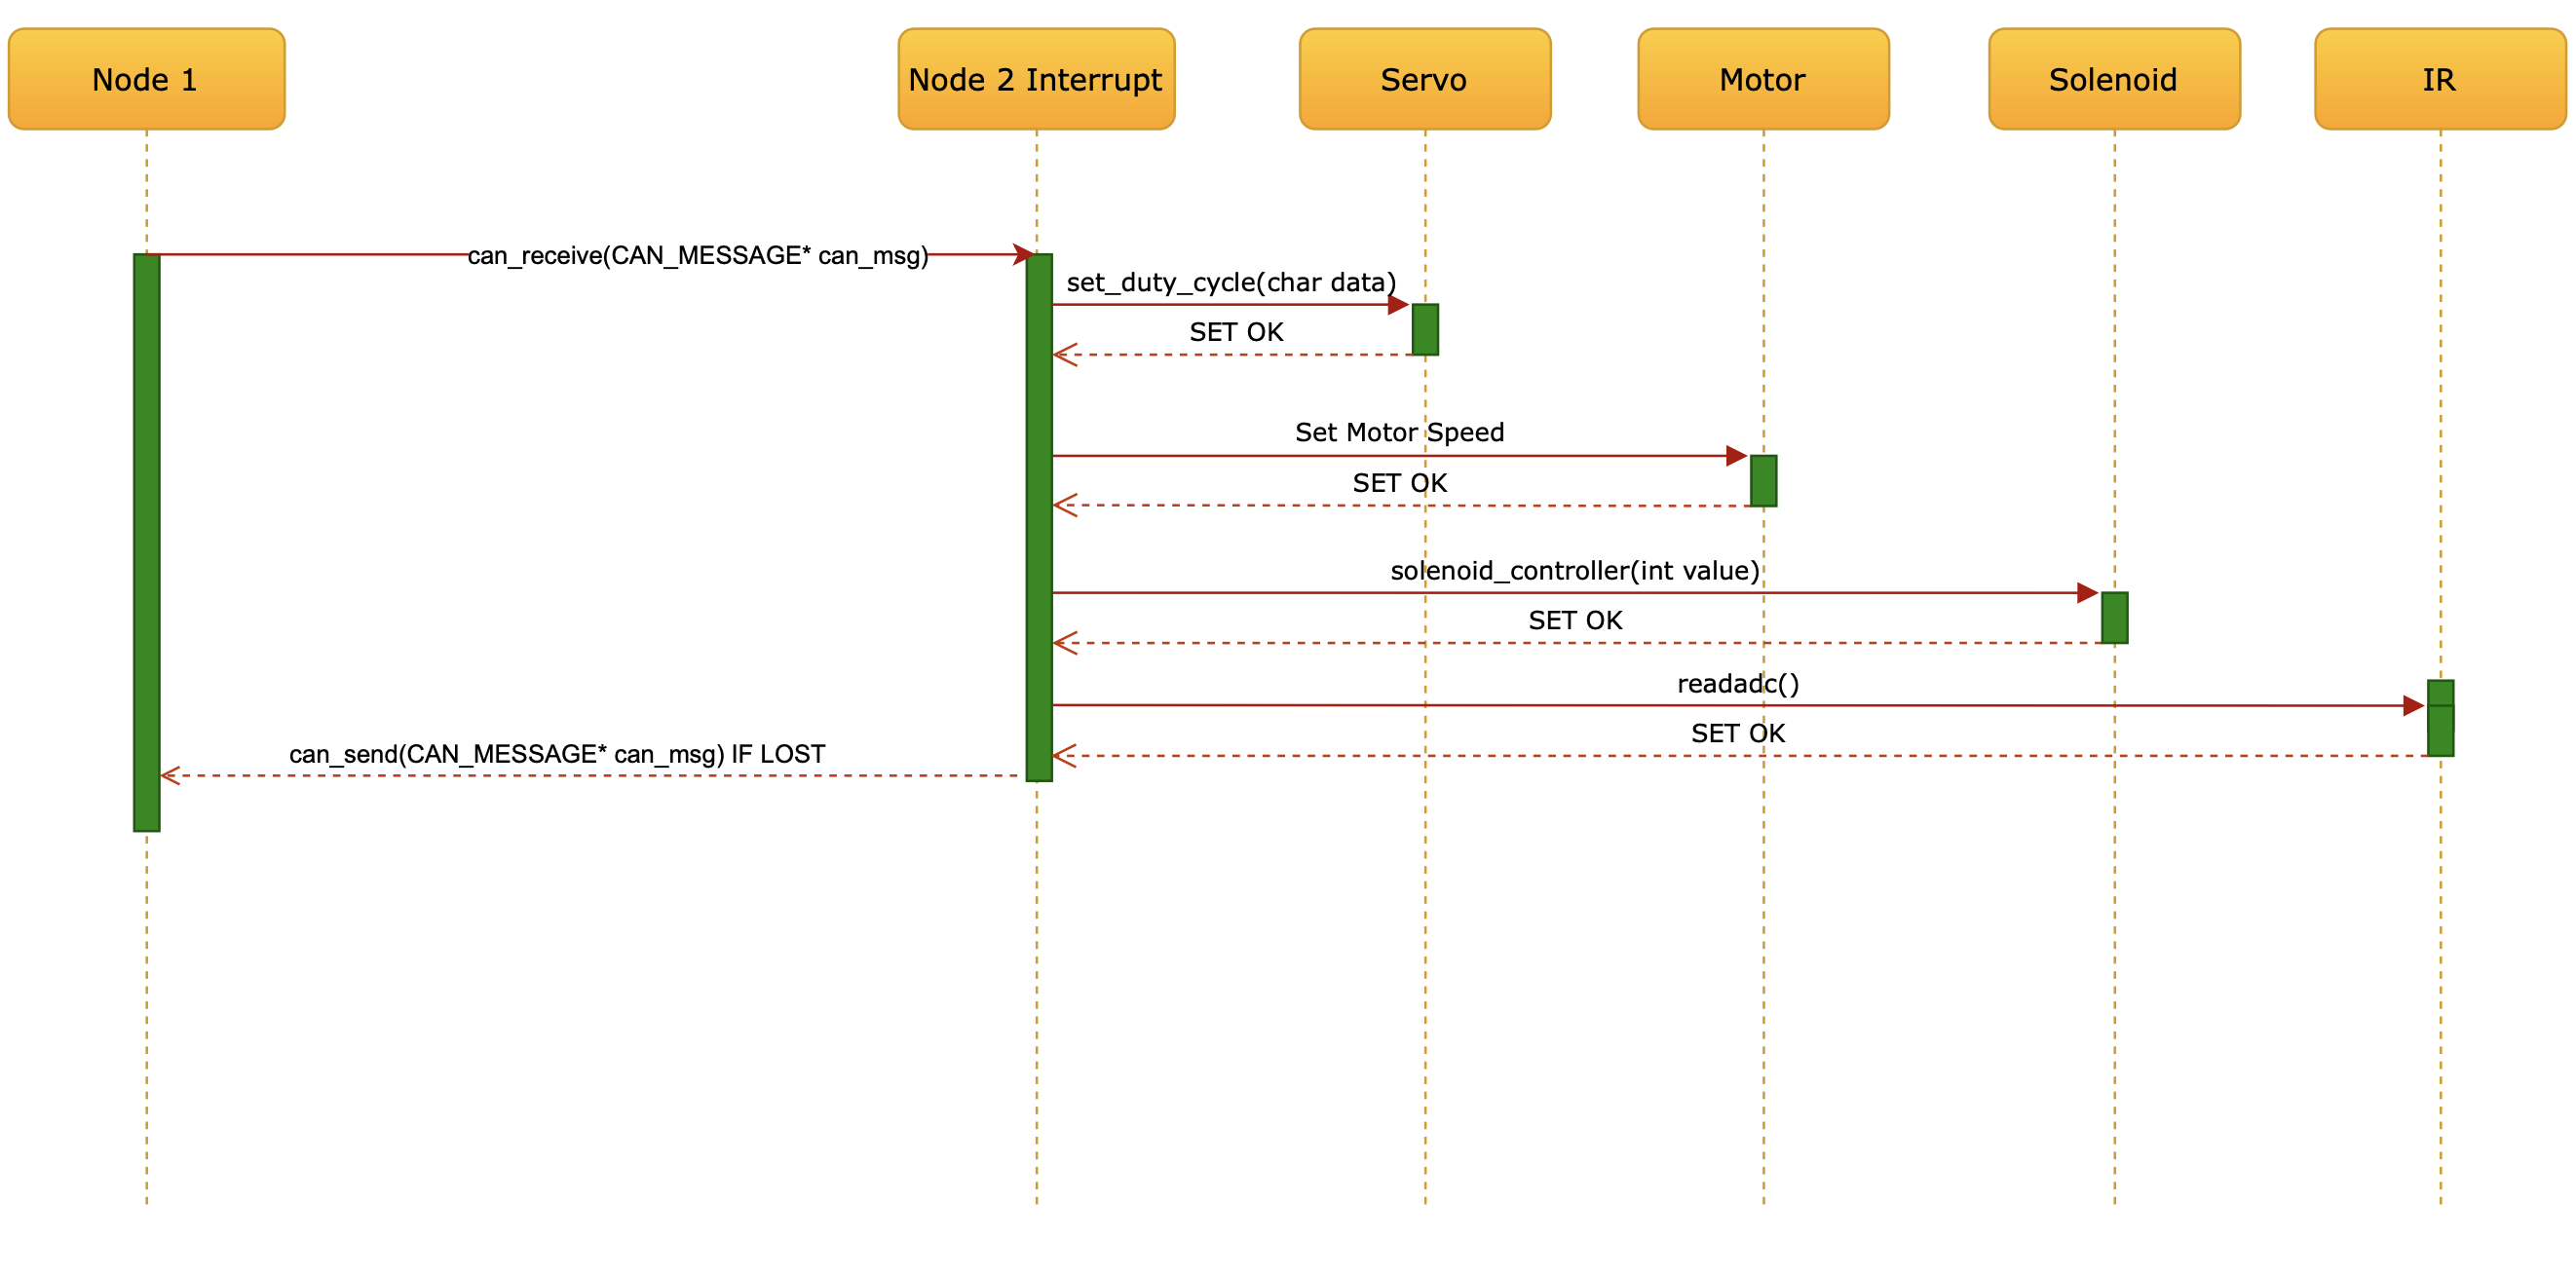 Node 1
Node 2 Interrupt
Servo
Motor
Solenoid
IR
can_receive(CAN_MESSAGE* can_msg)
set_duty_cycle(char data)
SET OK
Set Motor Speed
SET OK
solenoid_controller(int value)
SET OK
readadc()
SET OK
can_send(CAN_MESSAGE* can_msg) IF LOST